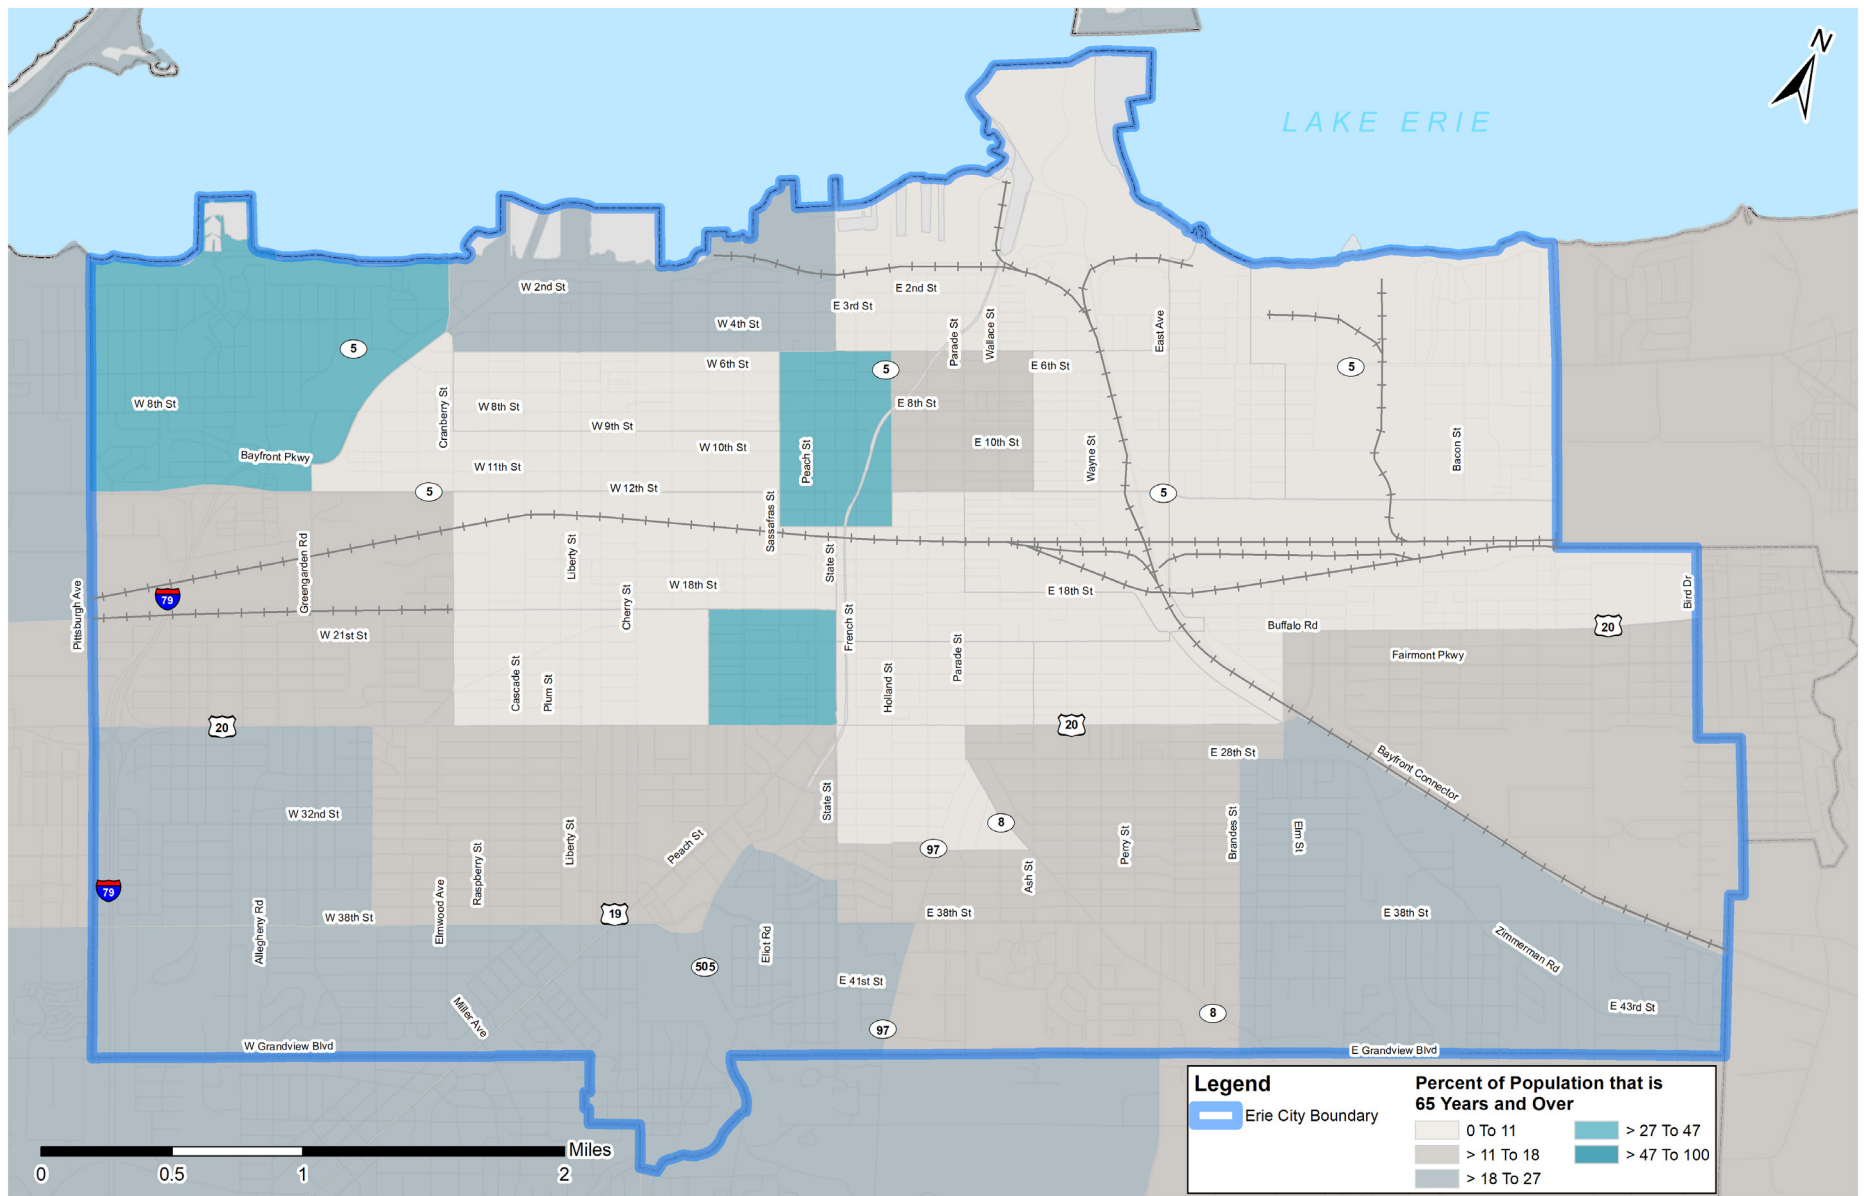 N
LAKE ERIE
W 2nd St
E 2nd St
E 3rd St
W 4th St
Parade St
Wallace St
East Ave
5
W 6th St
5
E 6th St
5
W 8th St
Cranberry St
W 8th St
E 8th St
W 9th St
W 10th St
Peach St
E 10th St
Wayne St
Bacon St
Bayfront Pkwy
W 11th St
5
W 12th St
5
Sassafras St
Greengarden Rd
Liberty St
State St
Pittsburgh Ave
79
Cherry St
W 18th St
E 18th St
Bird Dr
W 21st St
French St
Buffalo Rd
20
Cascade St
Plum St
Holland St
Parade St
Fairmont Pkwy
20
20
E 28th St
Bayfront Connector
W 32nd St
State St
Liberty St
Peach St
8
97
Raspberry St
Perry St
Brandes St
Elm St
79
Ash St
Allegheny Rd
W 38th St
Elmwood Ave
19
E 38th St
E 38th St
Eliot Rd
Zimmerman Rd
505
E 41st St
Miller Ave
97
8
E 43rd St
W Grandview Blvd
E Grandview Blvd
Legend
Erie City Boundary
Percent of Population that is
65 Years and Over
0 To 11
> 11 To 18
> 18 To 27
> 27 To 47
> 47 To 100
Miles
0 0.5 1 2